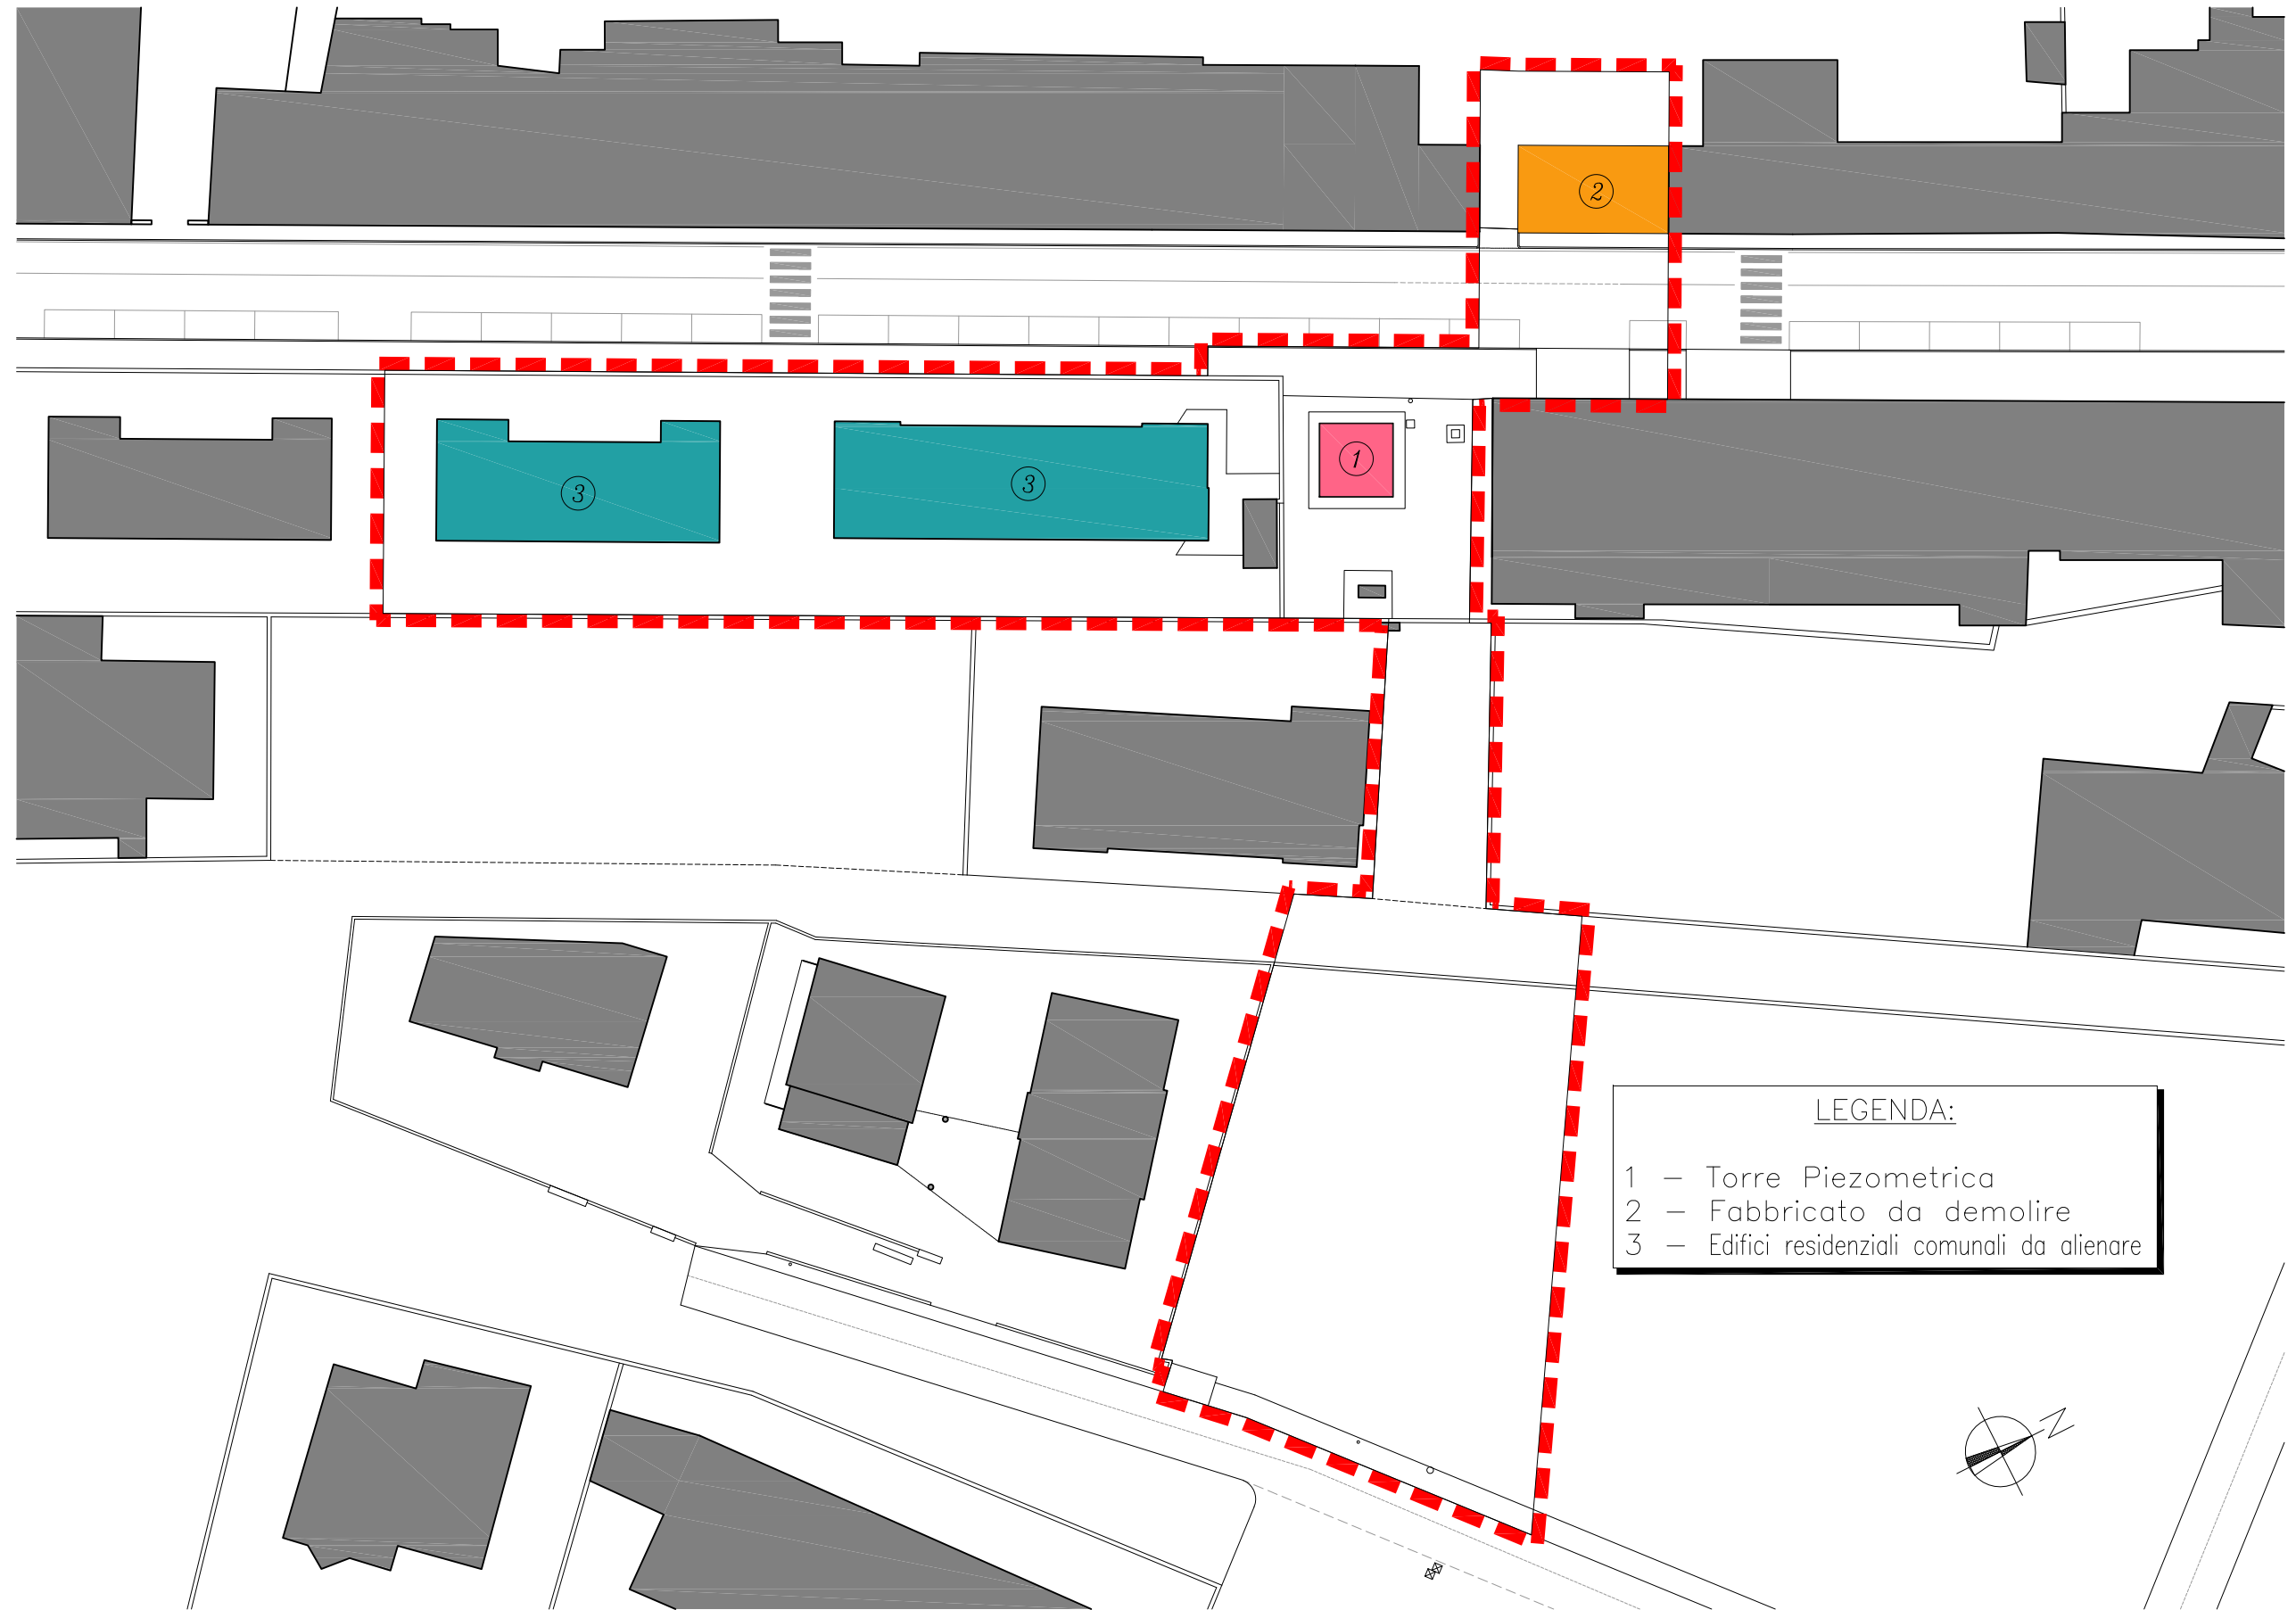 2
3
3
1
LEGENDA:
1 – Torre Piezometrica
2 – Fabbricato da demolire
3 – Edifici residenziali comunali da alienare
N